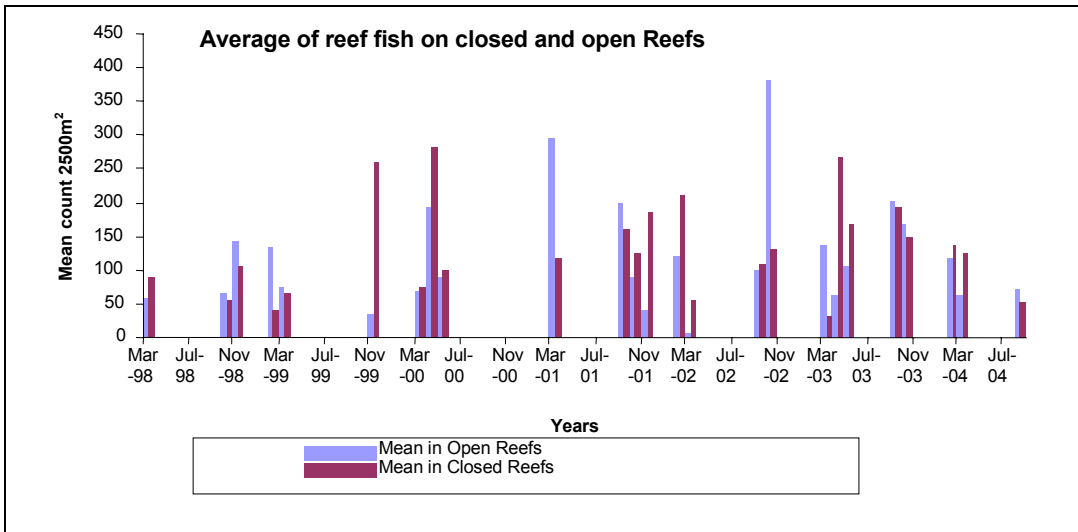 Average of reef fish on closed and open Reefs
Mean count 2500m²
450
400
350
300
250
200
150
100
50
0
Mar Jul- Nov Mar Jul- Nov Mar Jul- Nov Mar Jul- Nov Mar Jul- Nov Mar Jul- Nov Mar Jul-
-98 98 -98 -99 99 -99 -00 00 -00 -01 01 -01 -02 02 -02 -03 03 -03 -04 04
Years
Mean in Open Reefs
Mean in Closed Reefs